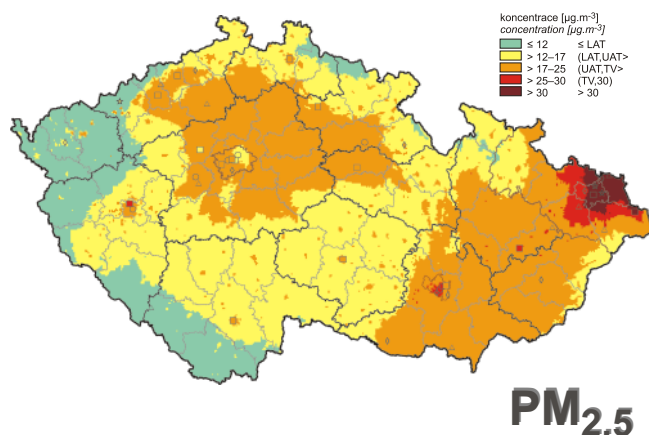 koncentrace [µg.m-³]
concentration [µg.m-³]
≤ 12 ≤ LAT
> 12–17 (LAT,UAT>
> 17–25 (UAT,TV>
> 25–30 (TV,30)
> 30 > 30
PM2.5